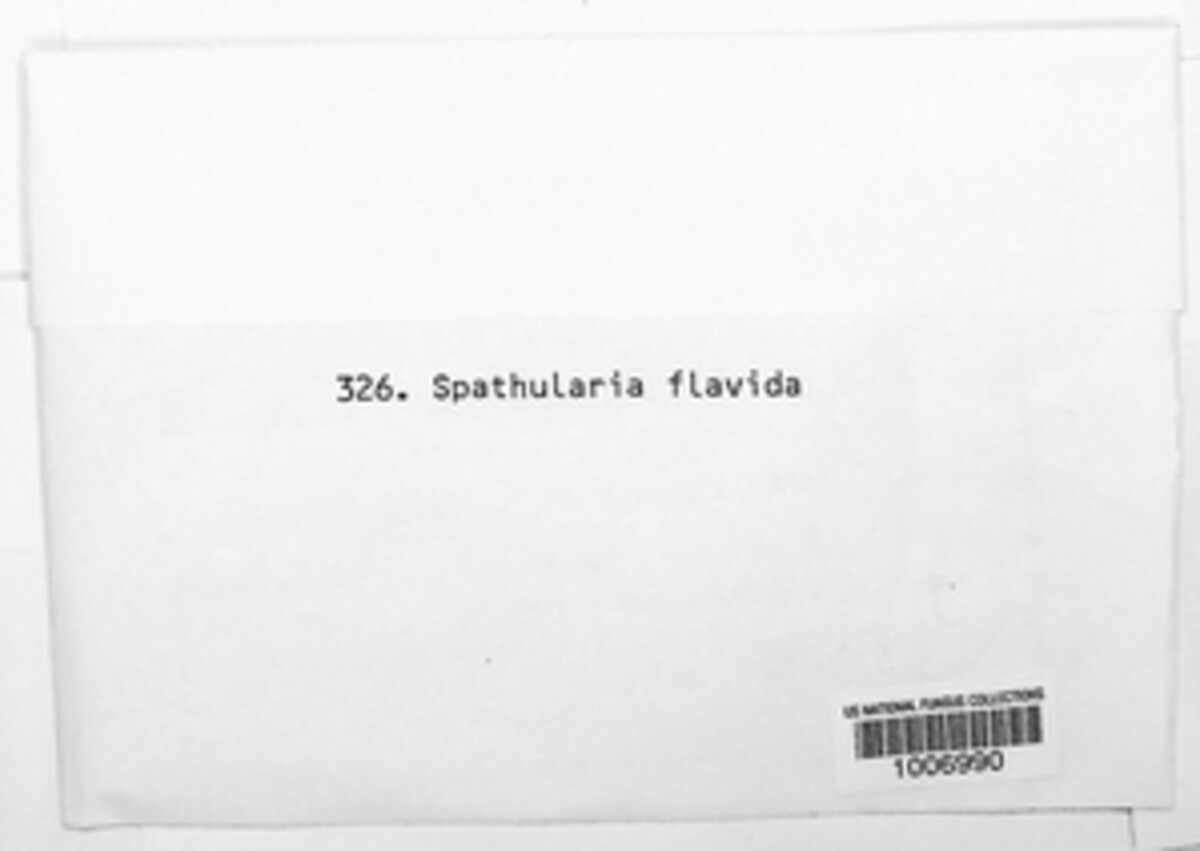 326. Spathularia flavida
US NATIONAL FUNGUS COLLECTIONS
1006990